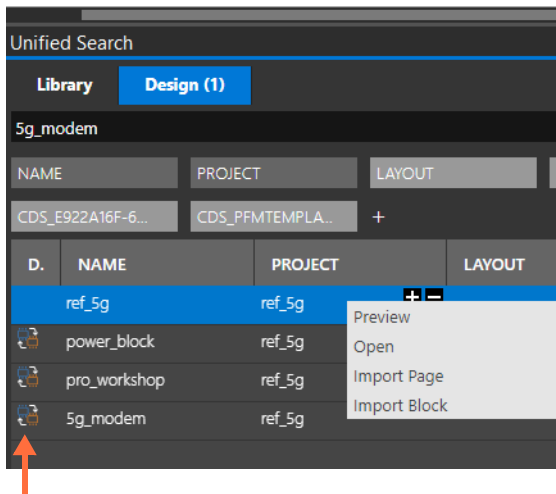 Unified Search
Library Design (1)
5g_modem
NAME PROJECT LAYOUT
CDS_E922A16F-6... CDS_PFMTEMPLA... +
D. NAME PROJECT LAYOUT
ref_5g ref_5g
Preview
power_block ref_5g
Open
pro_workshop ref_5g
Import Page
Import Block
5g_modem ref_5g